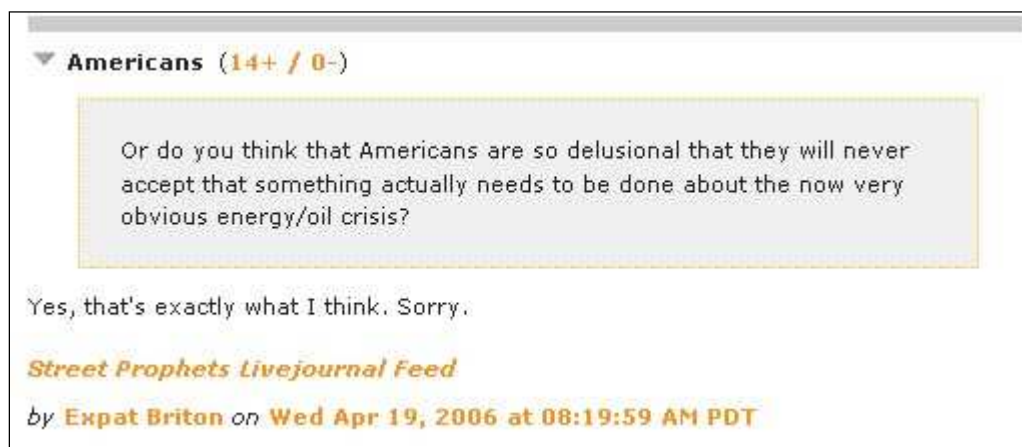 Americans (14+ / 0-)
Or do you think that Americans are so delusional that they will never
accept that something actually needs to be done about the now very
obvious energy/oil crisis?
Yes, that's exactly what I think. Sorry.
Street Prophets Livejournal Feed
by Expat Briton on Wed Apr 19, 2006 at 08:19:59 AM PDT